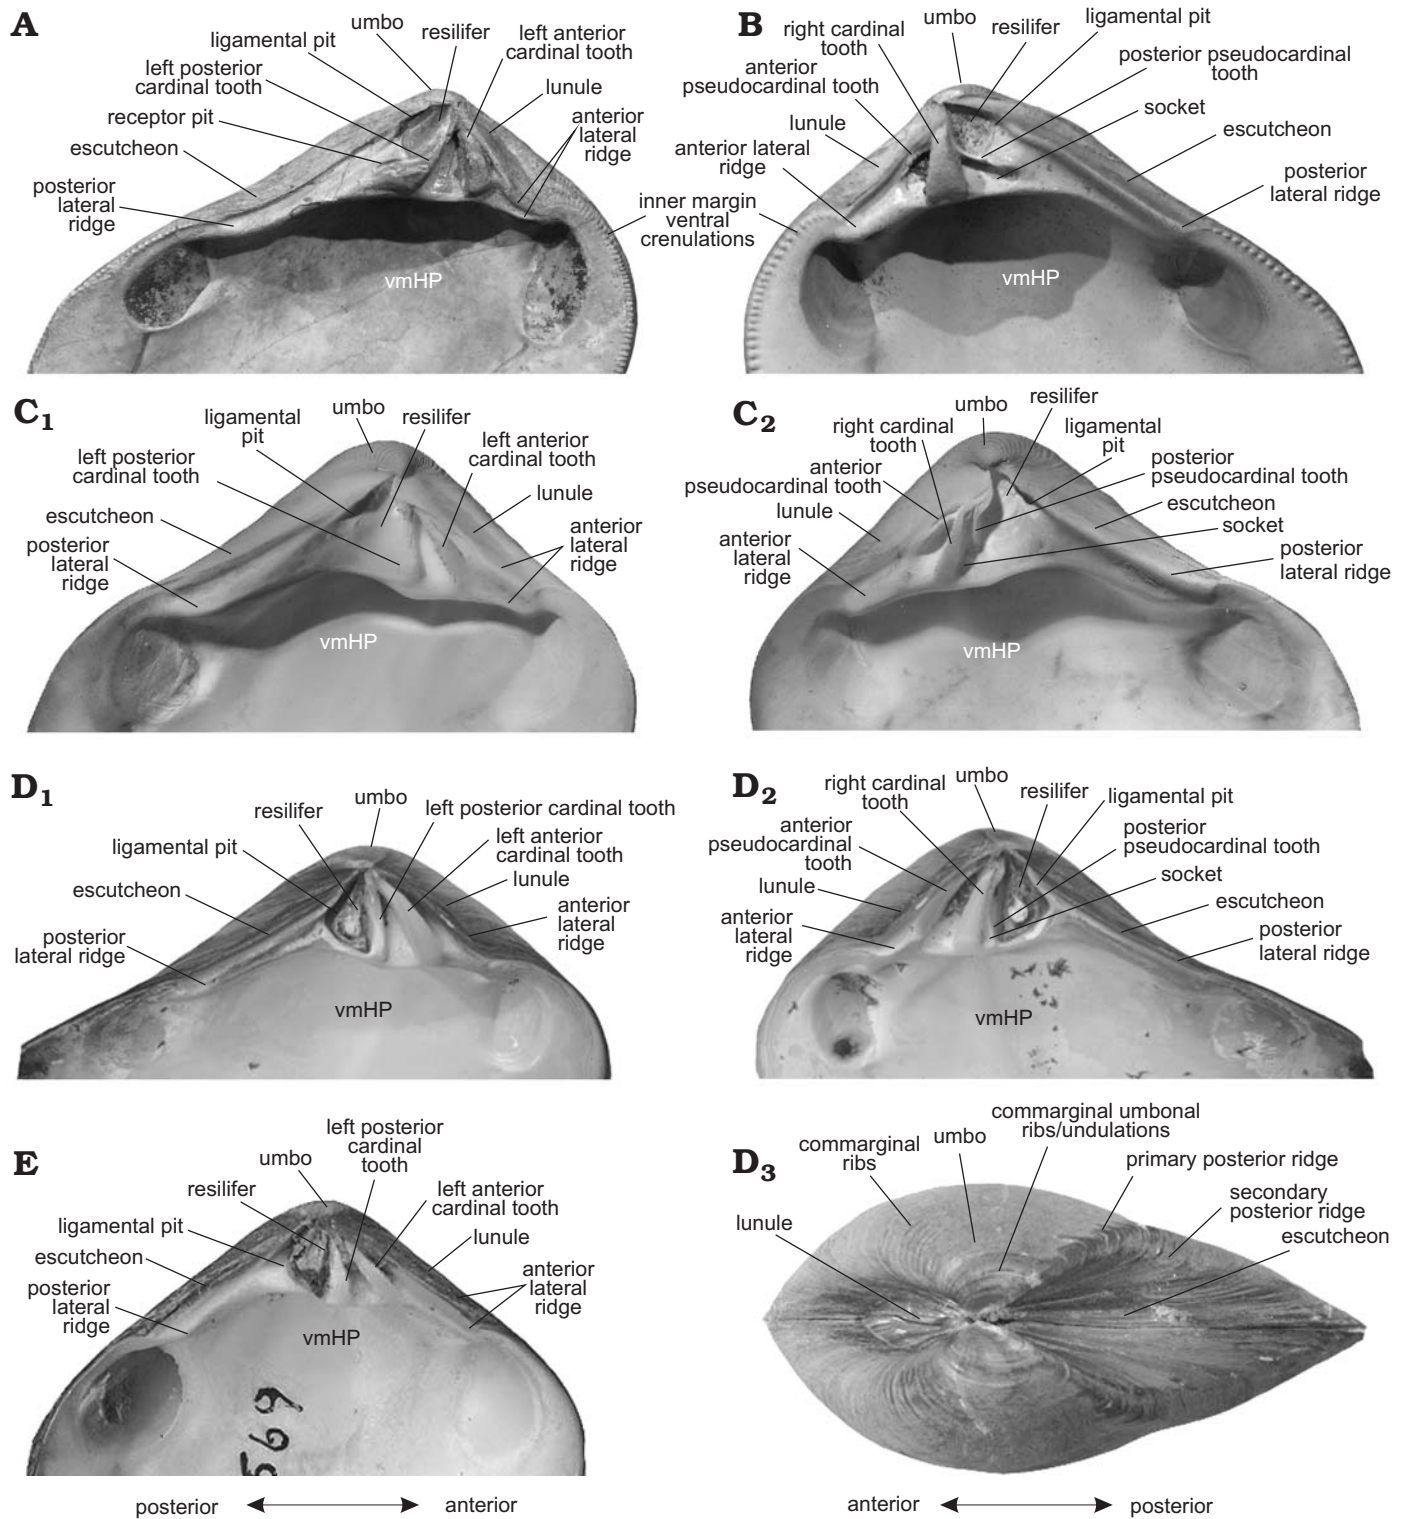 A
umbo
resilifer
left anterior
cardinal tooth
ligamental pit
left posterior
cardinal tooth
lunule
receptor pit
anterior
lateral
ridge
escutcheon
posterior
lateral
ridge
inner margin
ventral
crenulations
vmHP
B
right cardinal
tooth
umbo
resilifer
ligamental pit
anterior
pseudocardinal tooth
posterior pseudocardinal
tooth
socket
lunule
escutcheon
anterior lateral
ridge
posterior
lateral ridge
vmHP
C1
ligamental
pit
umbo
resilifer
left anterior
cardinal tooth
left posterior
cardinal tooth
lunule
escutcheon
anterior
lateral
ridge
posterior
lateral
ridge
vmHP
C2
umbo
resilifer
right cardinal
tooth
ligamental
pit
anterior
pseudocardinal tooth
posterior
pseudocardinal tooth
lunule
escutcheon
socket
anterior
lateral
ridge
posterior
lateral ridge
vmHP
D1
resilifer
umbo
left posterior cardinal tooth
ligamental pit
left anterior
cardinal tooth
escutcheon
lunule
anterior
lateral
ridge
posterior
lateral ridge
vmHP
D2
right cardinal
tooth
umbo
resilifer
ligamental pit
anterior
pseudocardinal
tooth
posterior
pseudocardinal tooth
lunule
socket
anterior
lateral
ridge
escutcheon
posterior
lateral ridge
vmHP
E
left posterior
cardinal
tooth
umbo
resilifer
left anterior
cardinal tooth
ligamental pit
lunule
escutcheon
anterior
lateral
ridge
posterior
lateral
ridge
vmHP
569
posterior
anterior
D3
commarginal umbonal
ribs/undulations
commarginal
ribs
umbo
primary posterior ridge
secondary
posterior ridge
lunule
escutcheon
anterior
posterior